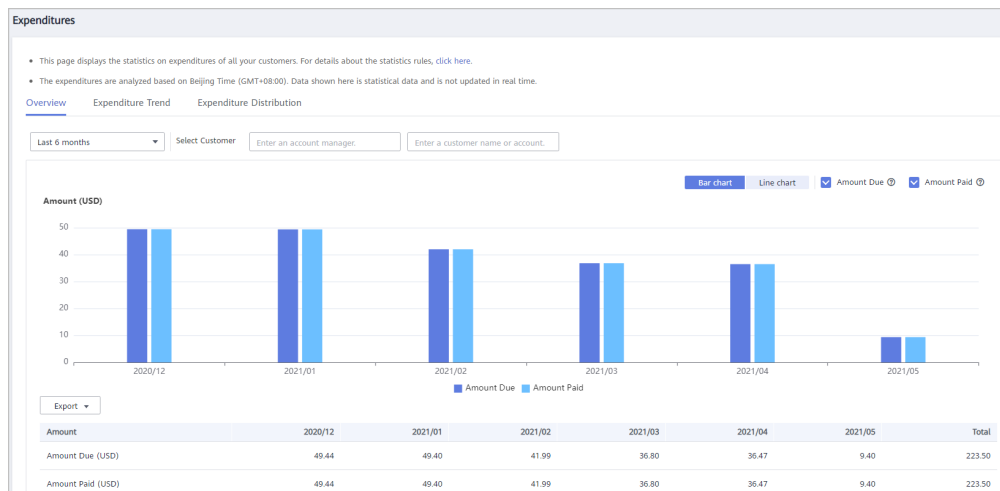 Expenditures
• This page displays the statistics on expenditures of all your customers. For details about the statistics rules, click here.
• The expenditures are analyzed based on Beijing Time (GMT+08:00). Data shown here is statistical data and is not updated in real time.
Overview Expenditure Trend Expenditure Distribution
Last 6 months Select Customer Enter an account manager. Enter a customer name or account.
Bar chart Line chart Amount Due Amount Paid
Amount (USD)
50
40
30
20
10
0
2020/12 2021/01 2021/02 2021/03 2021/04 2021/05
Amount Due Amount Paid
Export
Amount 2020/12 2021/01 2021/02 2021/03 2021/04 2021/05 Total
Amount Due (USD) 49.44 49.40 41.99 36.80 36.47 9.40 223.50
Amount Paid (USD) 49.44 49.40 41.99 36.80 36.47 9.40 223.50